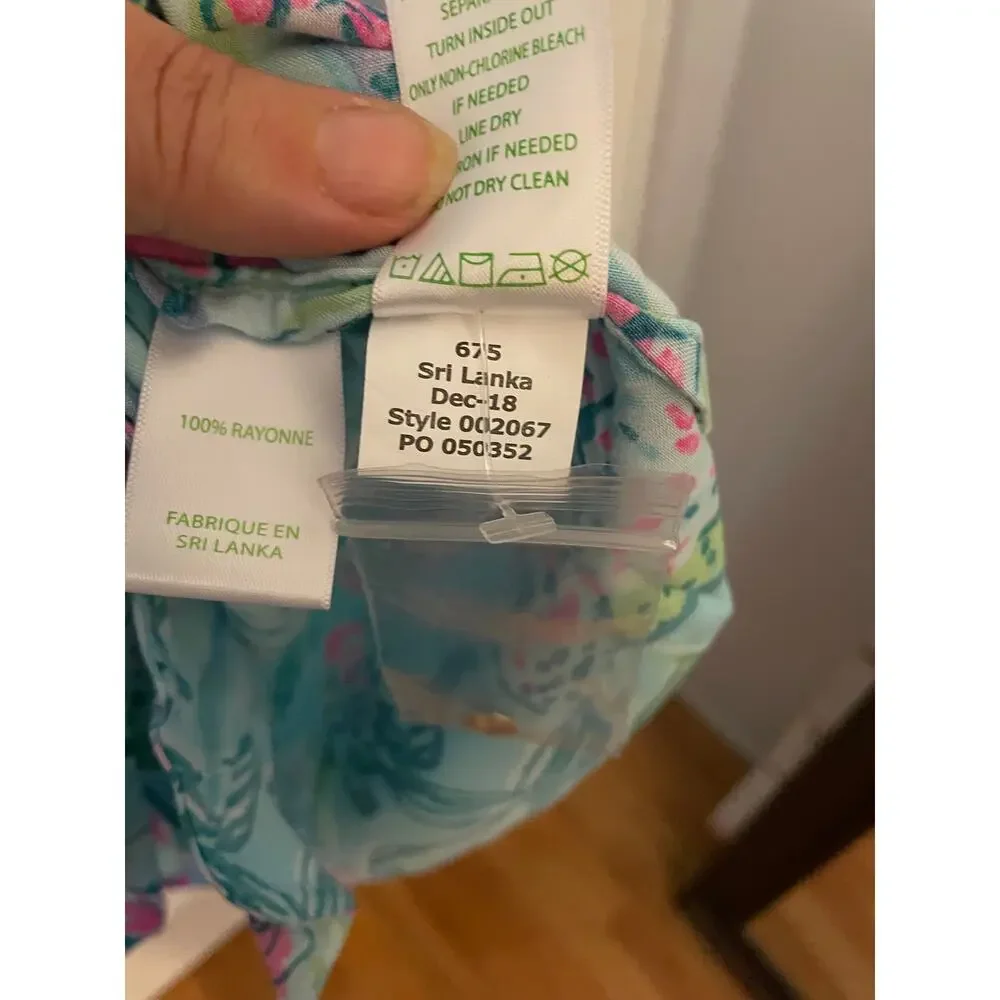 TURN INSIDE OUT
ONLY NON-CHLORINE BLEACH
IF NEEDED
LINE DRY
IF NEEDED
NOT DRY CLEAN
675
Sri Lanka
Dec-18
Style 002067
PO 050352
100% RAYONNE
FABRIQUE EN
SRI LANKA